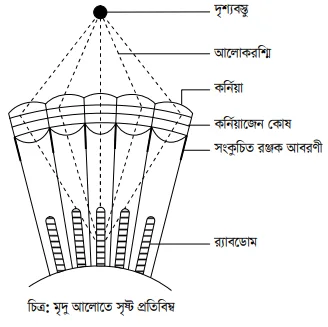 দৃশ্যবস্তু
আলোকরশ্মি
কর্নিয়া
কর্নিয়াজেন কোষ
সংকুচিত রঞ্জক আবরণী
র‍্যাবডোম
চিত্র: মৃদু আলোতে সৃষ্ট প্রতিবিম্ব